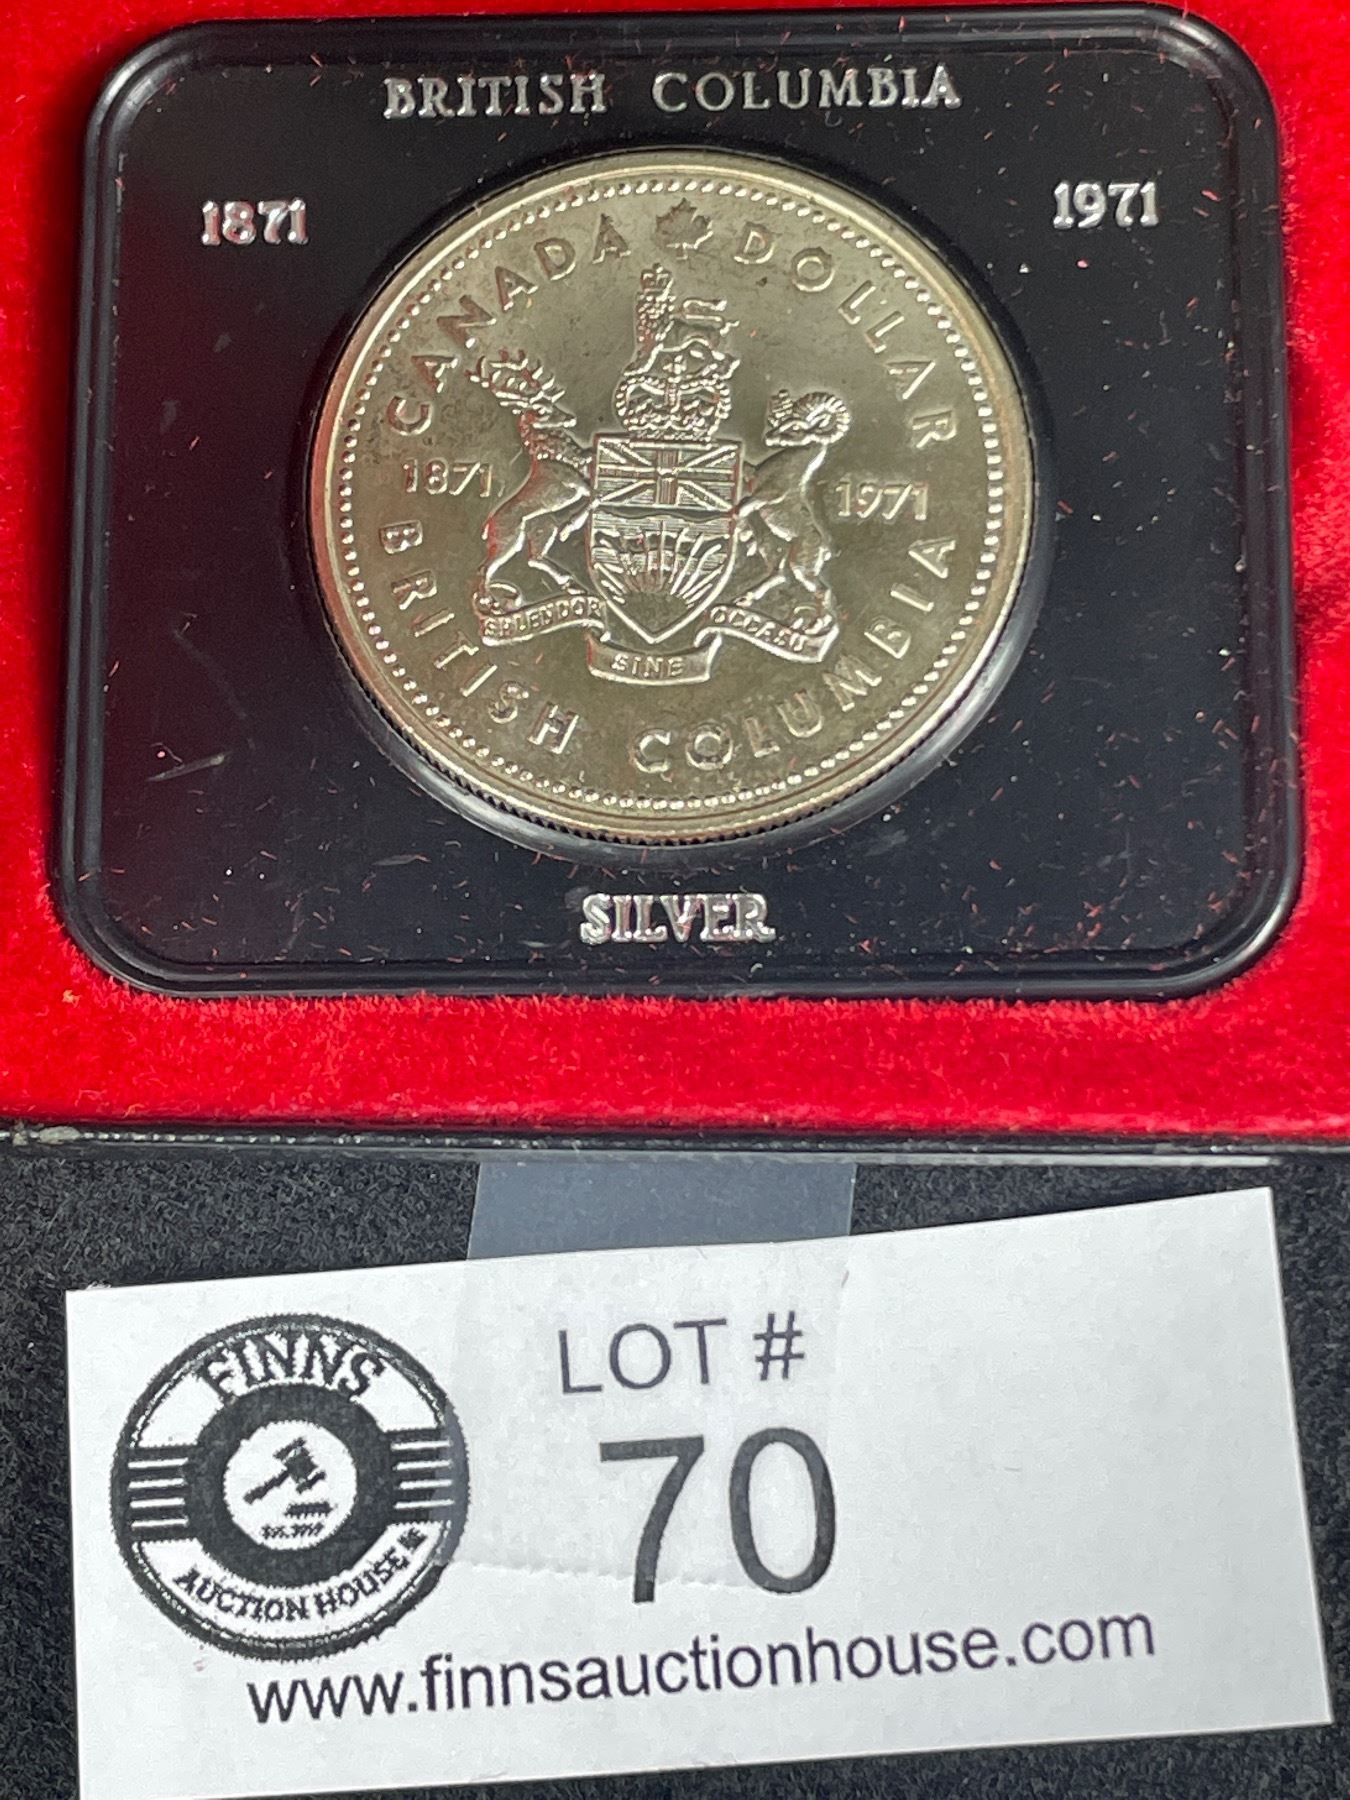 BRITISH COLUMBIA
1871 1971
CANADA DOLLAR
1871 1971
SPLENDOR SINE OCCASU
BRITISH COLUMBIA
SILVER
FINNS
AUCTION HOUSE
LOT #
70
www.finnsauctionhouse.com